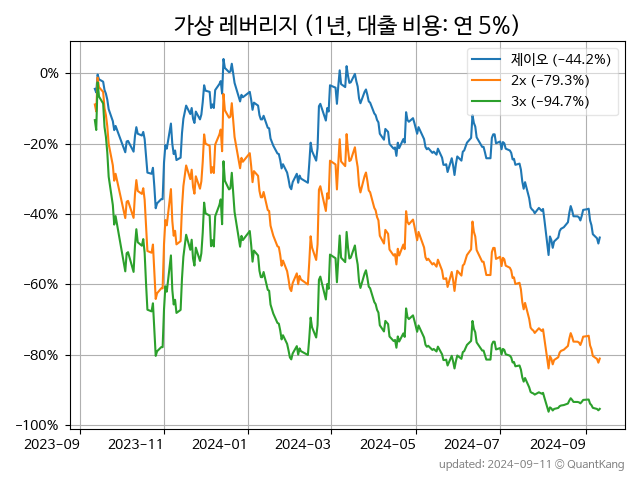 가상 레버리지 (1년, 대출 비용: 연 5%)
제이오 (−44.2%)
2x (−79.3%)
3x (−94.7%)
0%
−20%
−40%
−60%
−80%
−100%
2023-09 2023-11 2024-01 2024-03 2024-05 2024-07 2024-09
updated: 2024-09-11 © QuantKang